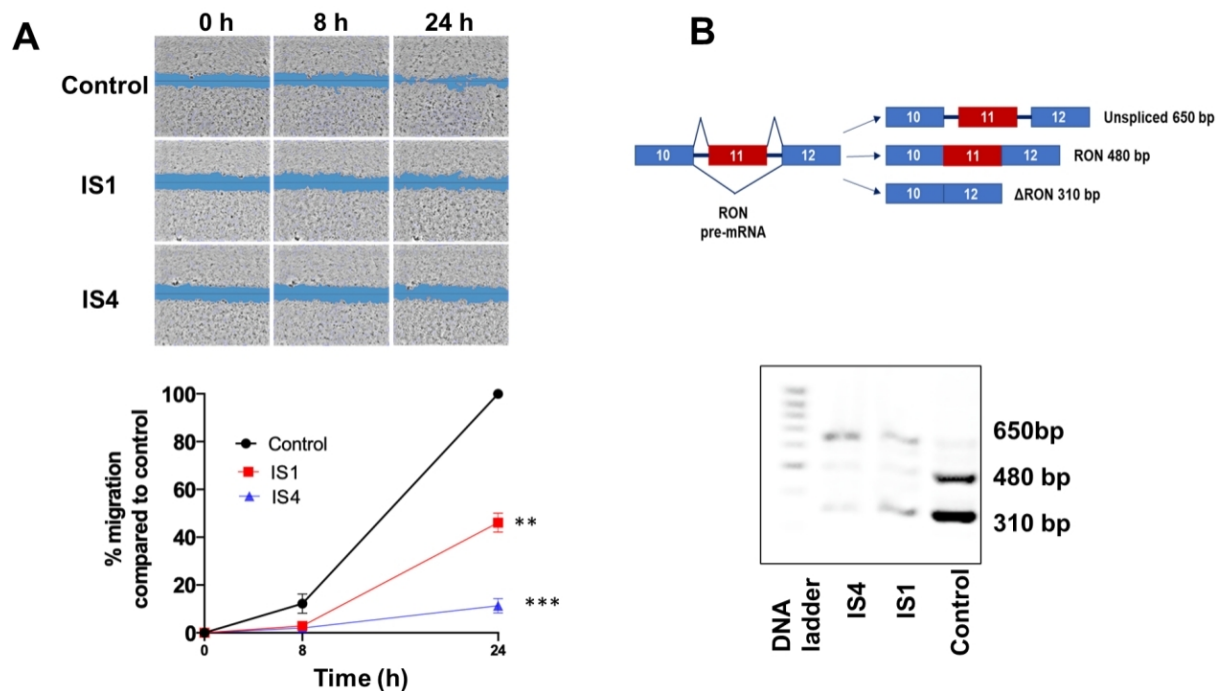 A
0 h 8 h 24 h
Control
IS1
IS4
100
80
60
40
20
0
% migration
compared to control
Control
IS1
IS4
**
***
0 8 24
Time (h)
B
10 11 12
RON
pre-mRNA
10 11 12 Unspliced 650 bp
10 11 12 RON 480 bp
10 12 ΔRON 310 bp
650bp
480 bp
310 bp
DNA
ladder
IS4
IS1
Control